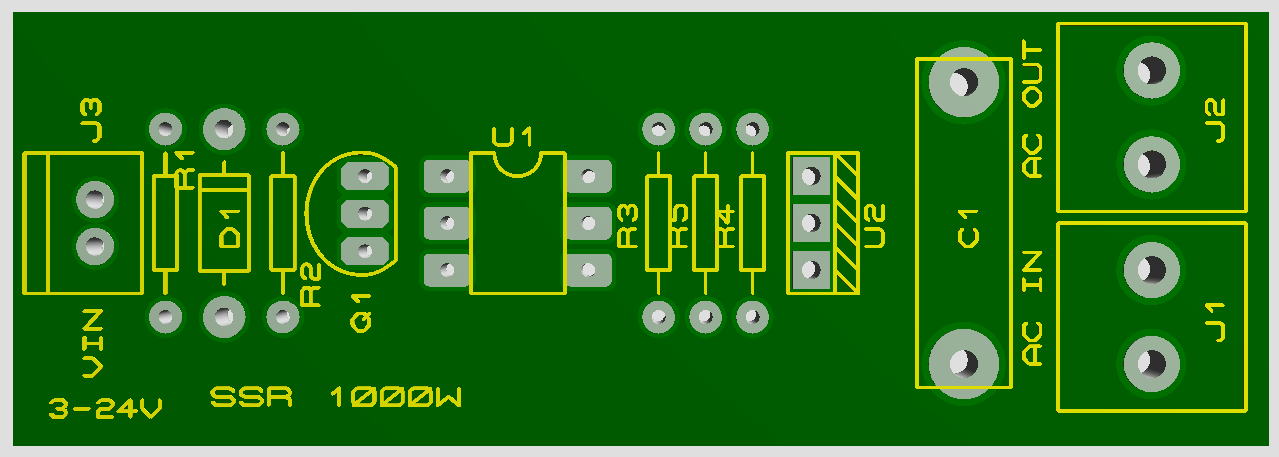 J3
R1
D1
R2
Q1
U1
R3
R5
R4
U2
C1
AC OUT
J2
AC IN
J1
VIN
3-24V
SSR 1000W